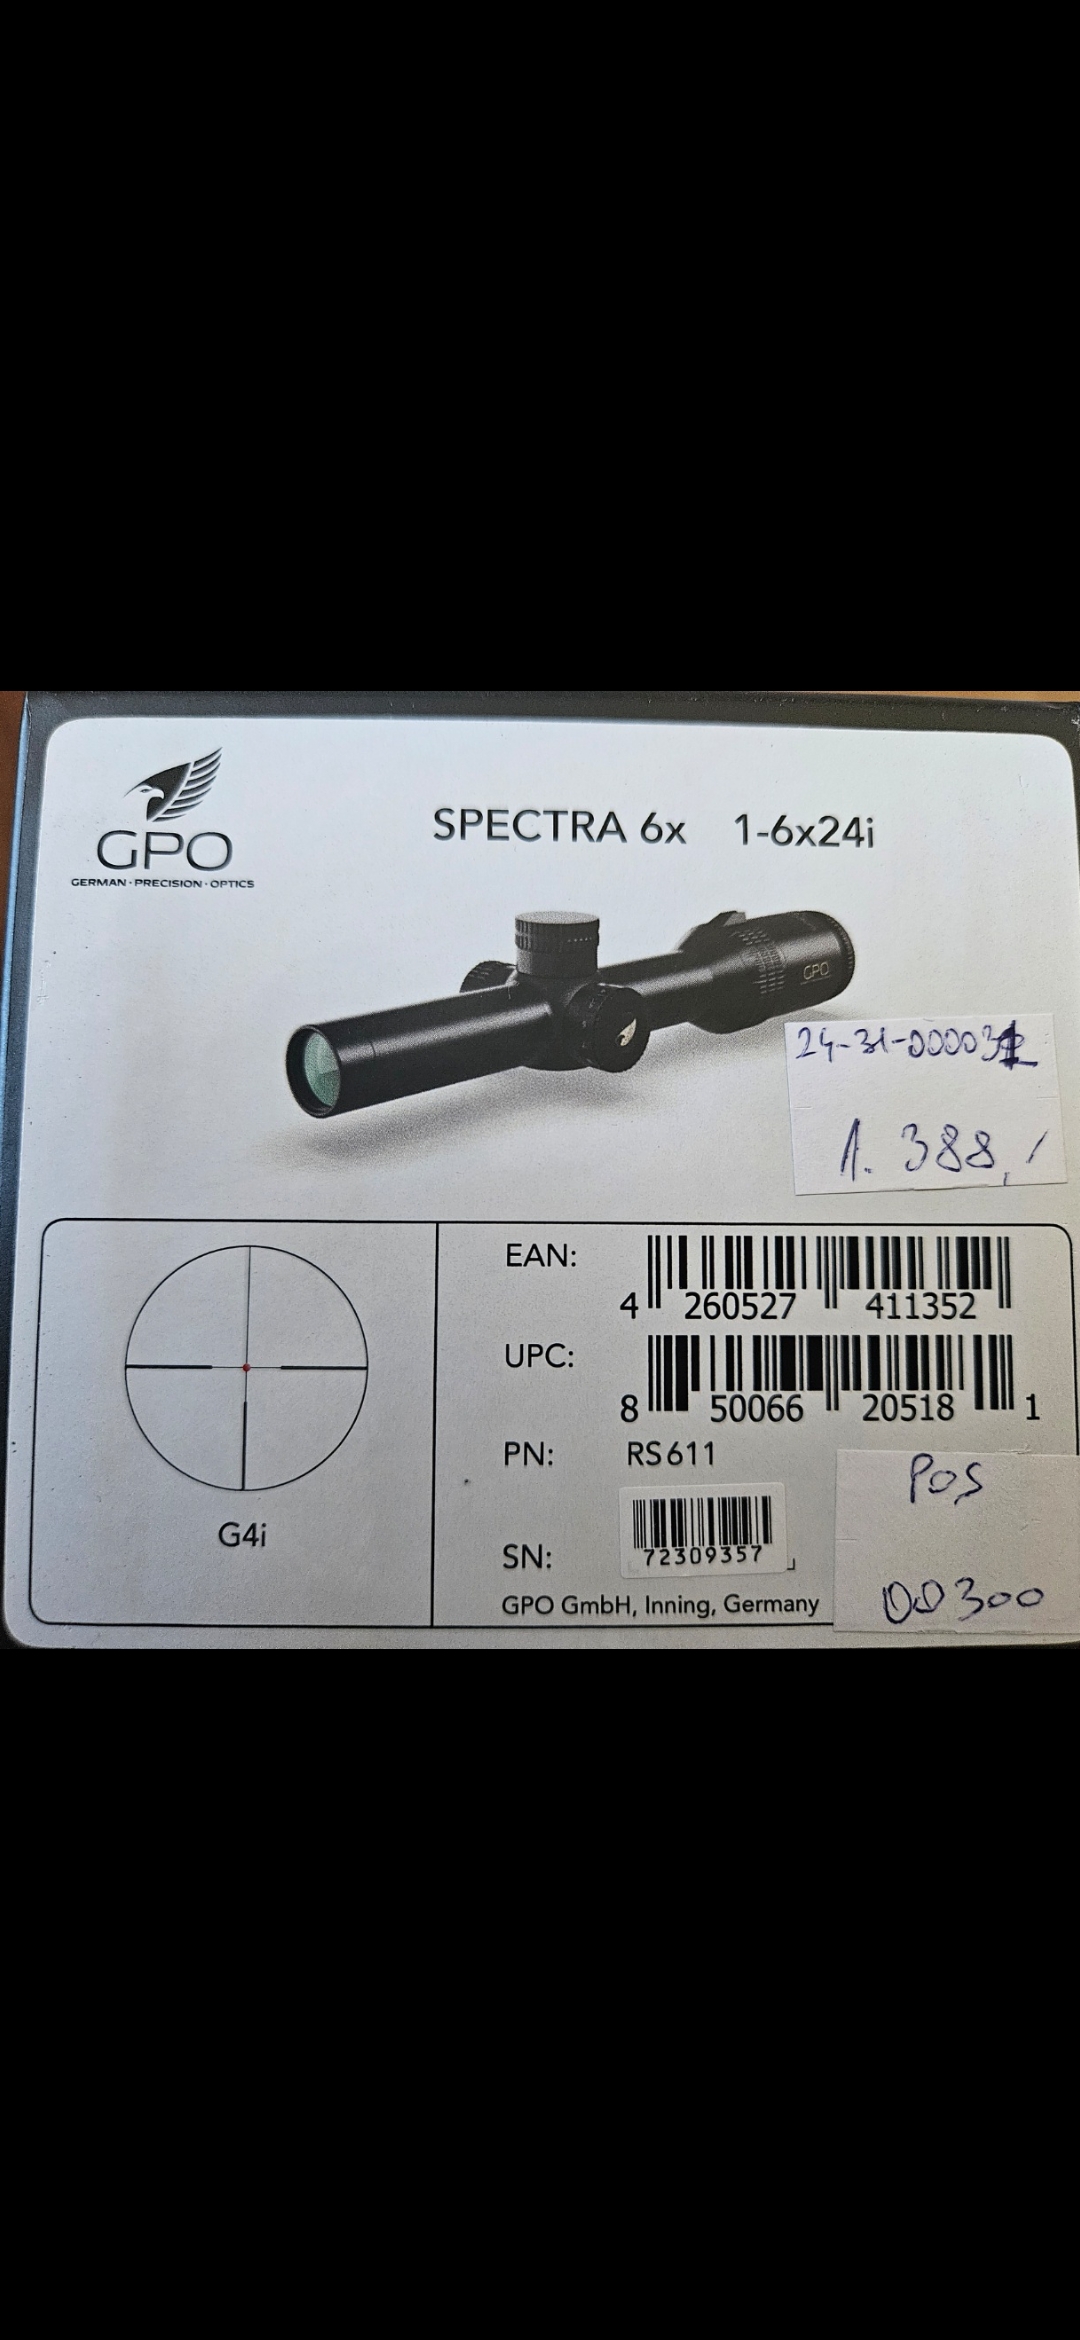 GPO
GERMAN·PRECISION·OPTICS
SPECTRA 6x 1-6x24i
GPO
1.388,/
EAN:
4 260527 411352
UPC:
8 50066 20518 1
PN: RS611
POS
00300
G4i
SN: 72309357
GPO GmbH, Inning, Germany